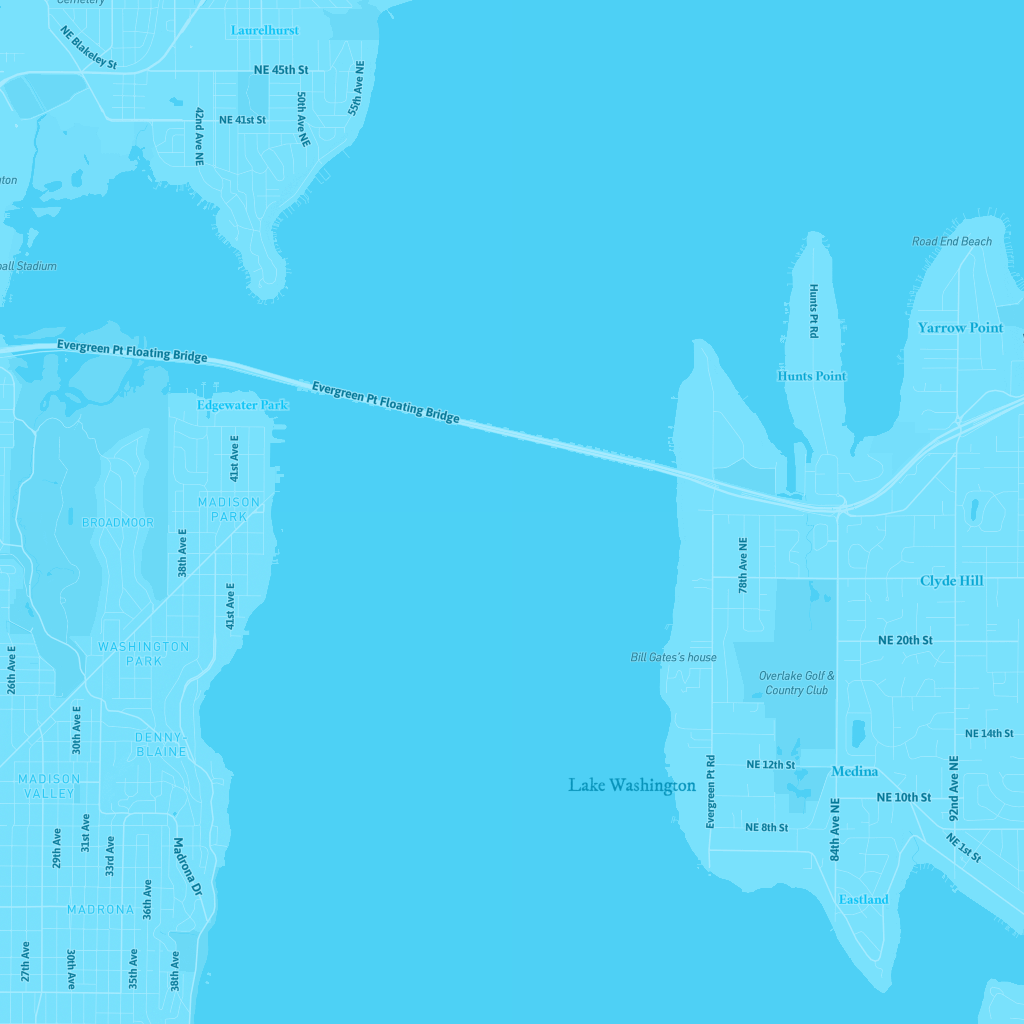 Cemetery
Laurelhurst
NE Blakeley St
NE 45th St
55th Ave NE
50th Ave NE
42nd Ave NE
NE 41st St
Road End Beach
Hunts Pt Rd
Yarrow Point
Evergreen Pt Floating Bridge
Hunts Point
Evergreen Pt Floating Bridge
Edgewater Park
41st Ave E
MADISON
PARK
BROADMOOR
38th Ave E
78th Ave NE
Clyde Hill
41st Ave E
NE 20th St
WASHINGTON
PARK
26th Ave E
Bill Gates's house
Overlake Golf &
Country Club
30th Ave E
DENNY-
BLAINE
NE 14th St
NE 12th St
Medina
MADISON
VALLEY
Lake Washington
Evergreen Pt Rd
92nd Ave NE
NE 10th St
NE 8th St
84th Ave NE
29th Ave
31st Ave
33rd Ave
NE 1st St
Madrona Dr
36th Ave
Eastland
MADRONA
27th Ave
30th Ave
35th Ave
38th Ave